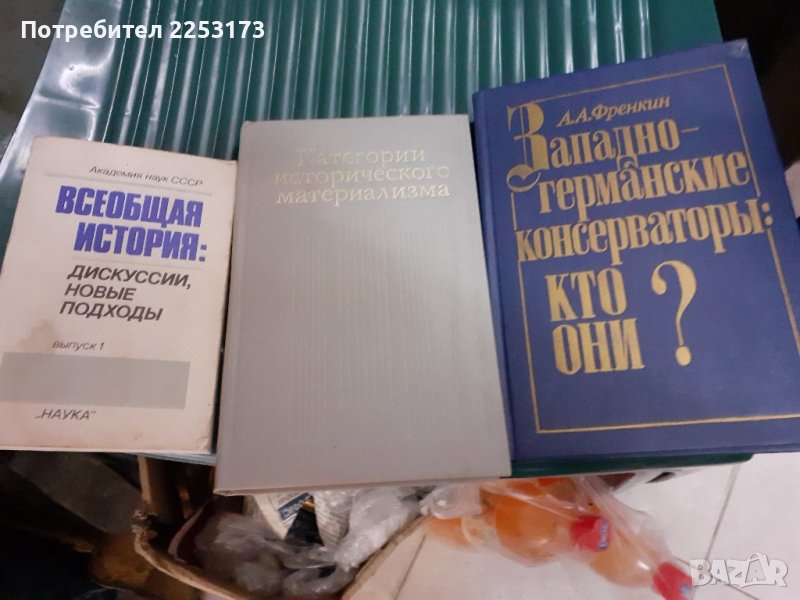 Потребител 2253173
Академия наук СССР
ВСЕОБЩАЯ
ИСТОРИЯ:
ДИСКУССИИ,
НОВЫЕ
ПОДХОДЫ
выпуск 1
„НАУКА"
Категории
исторического
материализма
А.А.Френкин
Западно-
германские
консерваторы:
кто
они?
BAZAR